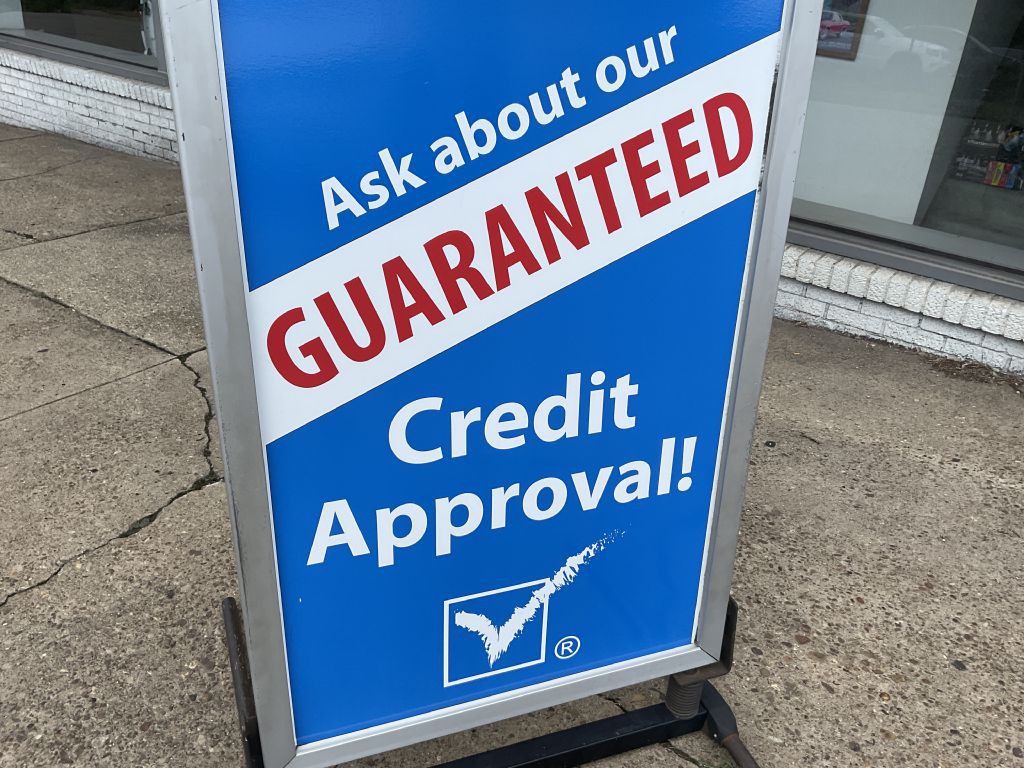 Ask about our
GUARANTEED
Credit
Approval!
®